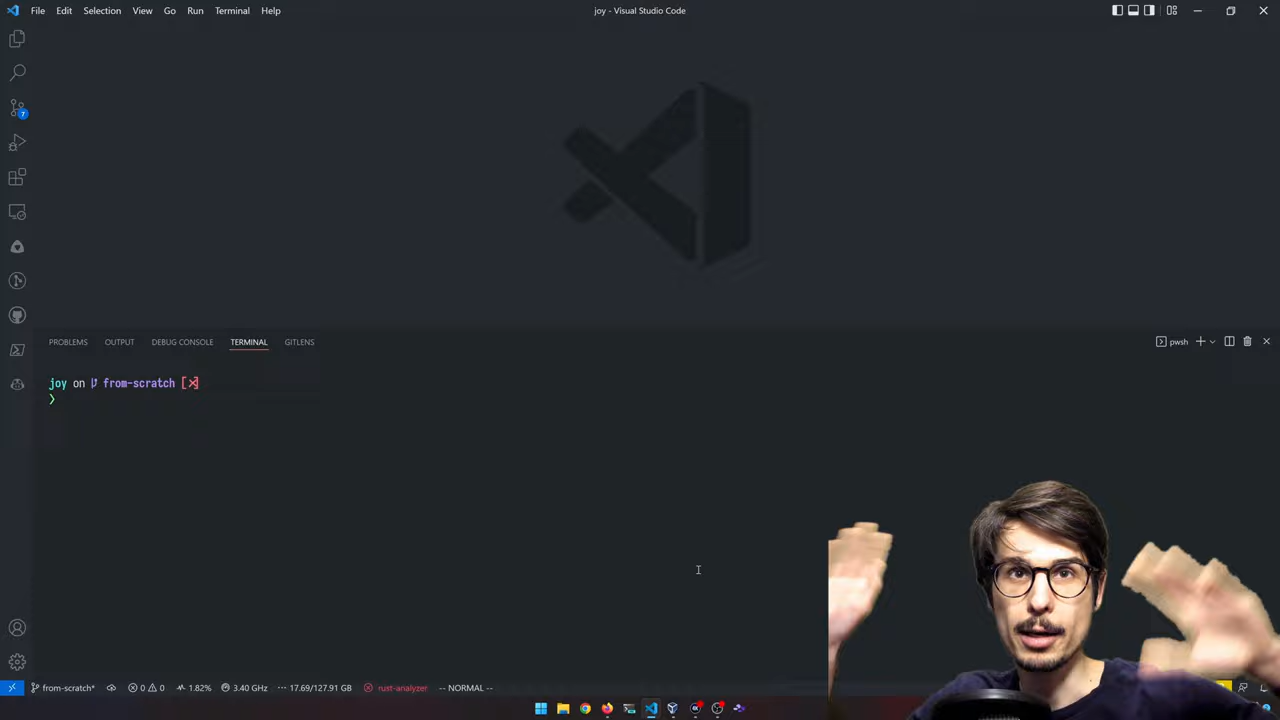 File Edit Selection View Go Run Terminal Help
joy - Visual Studio Code
7
PROBLEMS OUTPUT DEBUG CONSOLE TERMINAL GITLENS
pwsh
joy on from-scratch [x]
❯
from-scratch* 0 0 1.82% 3.40 GHz 17.69/127.91 GB rust-analyzer -- NORMAL --